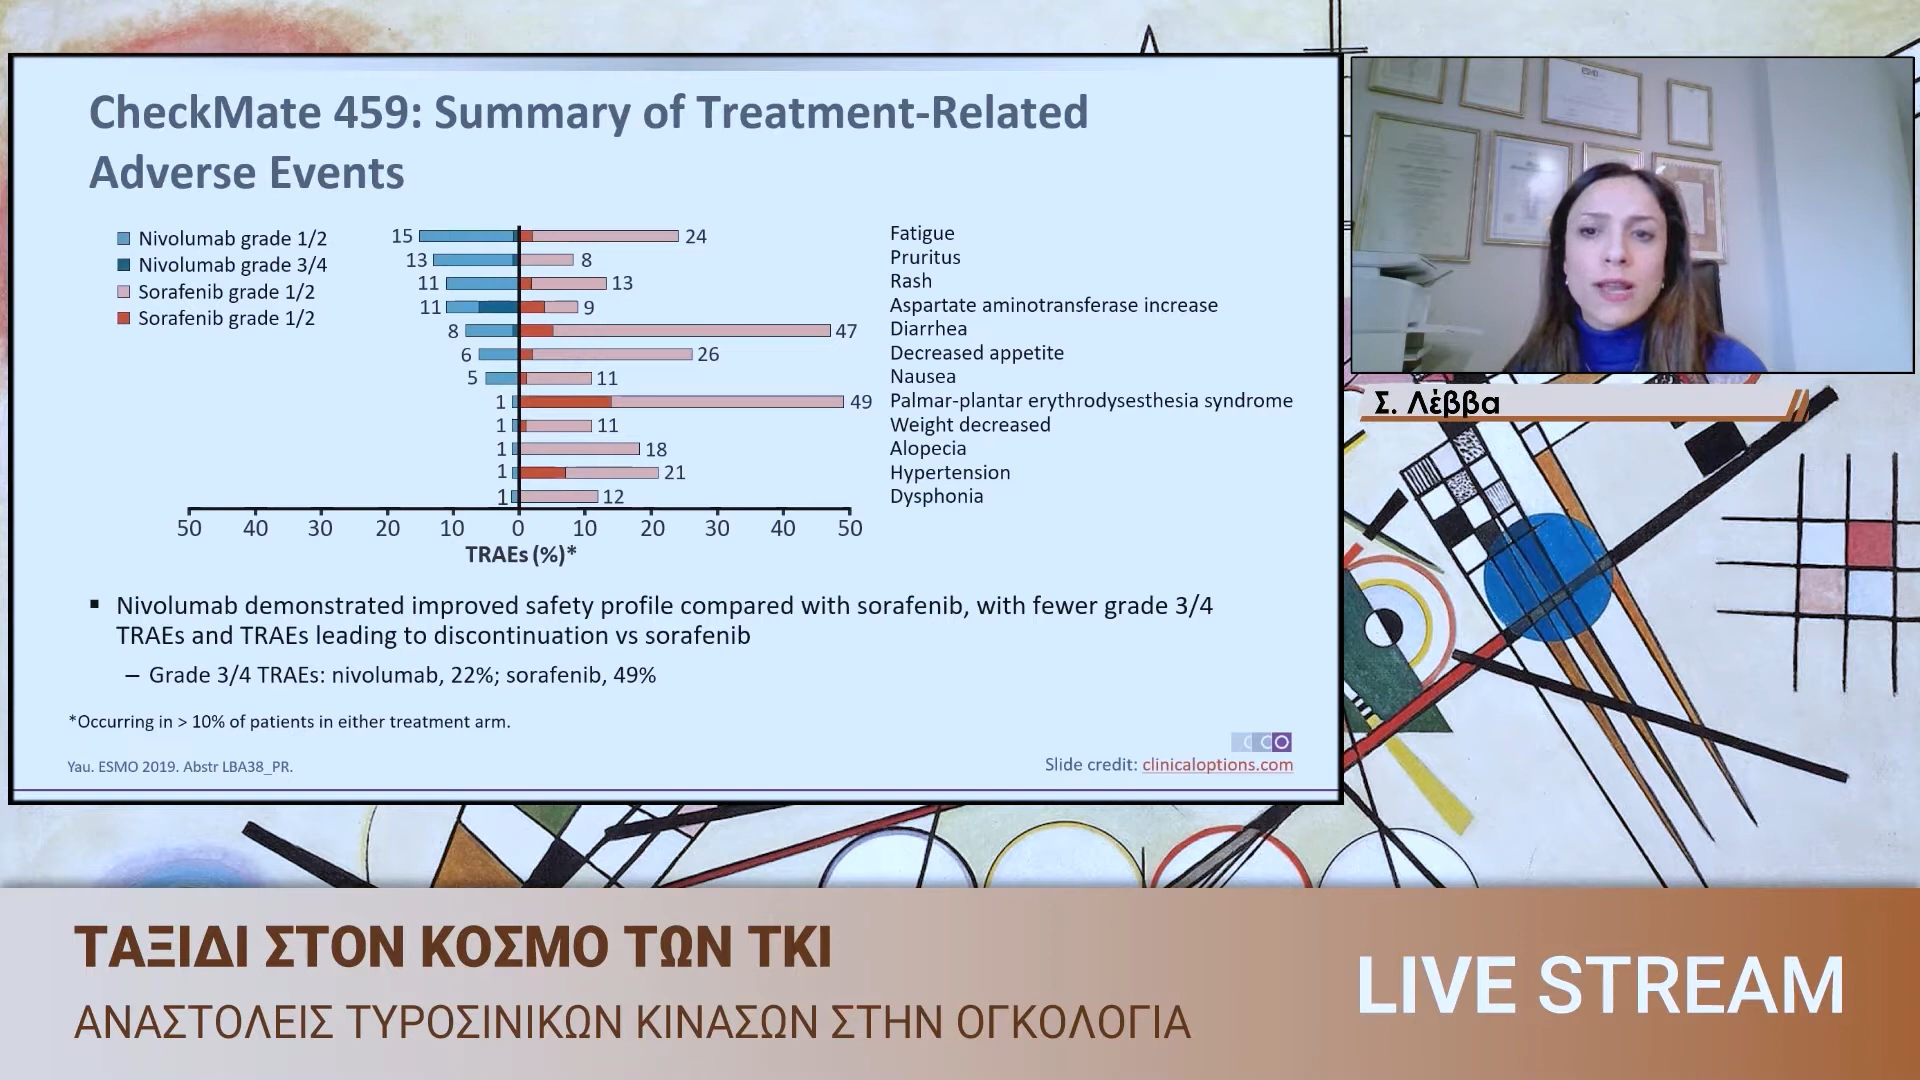 CheckMate 459: Summary of Treatment-Related
Adverse Events
Nivolumab grade 1/2
Nivolumab grade 3/4
Sorafenib grade 1/2
Sorafenib grade 1/2
15 24 Fatigue
13 8 Pruritus
11 13 Rash
11 9 Aspartate aminotransferase increase
8 47 Diarrhea
6 26 Decreased appetite
5 11 Nausea
1 49 Palmar-plantar erythrodysesthesia syndrome
1 11 Weight decreased
1 18 Alopecia
1 21 Hypertension
1 12 Dysphonia
50 40 30 20 10 0 10 20 30 40 50
TRAEs (%)*
▪ Nivolumab demonstrated improved safety profile compared with sorafenib, with fewer grade 3/4
TRAEs and TRAEs leading to discontinuation vs sorafenib
– Grade 3/4 TRAEs: nivolumab, 22%; sorafenib, 49%
*Occurring in > 10% of patients in either treatment arm.
CCO
Yau. ESMO 2019. Abstr LBA38_PR.
Slide credit: clinicaloptions.com
ESMO
Σ. Λέββα
ΤΑΞΙΔΙ ΣΤΟΝ ΚΟΣΜΟ ΤΩΝ ΤΚΙ
ΑΝΑΣΤΟΛΕΙΣ ΤΥΡΟΣΙΝΙΚΩΝ ΚΙΝΑΣΩΝ ΣΤΗΝ ΟΓΚΟΛΟΓΙΑ
LIVE STREAM